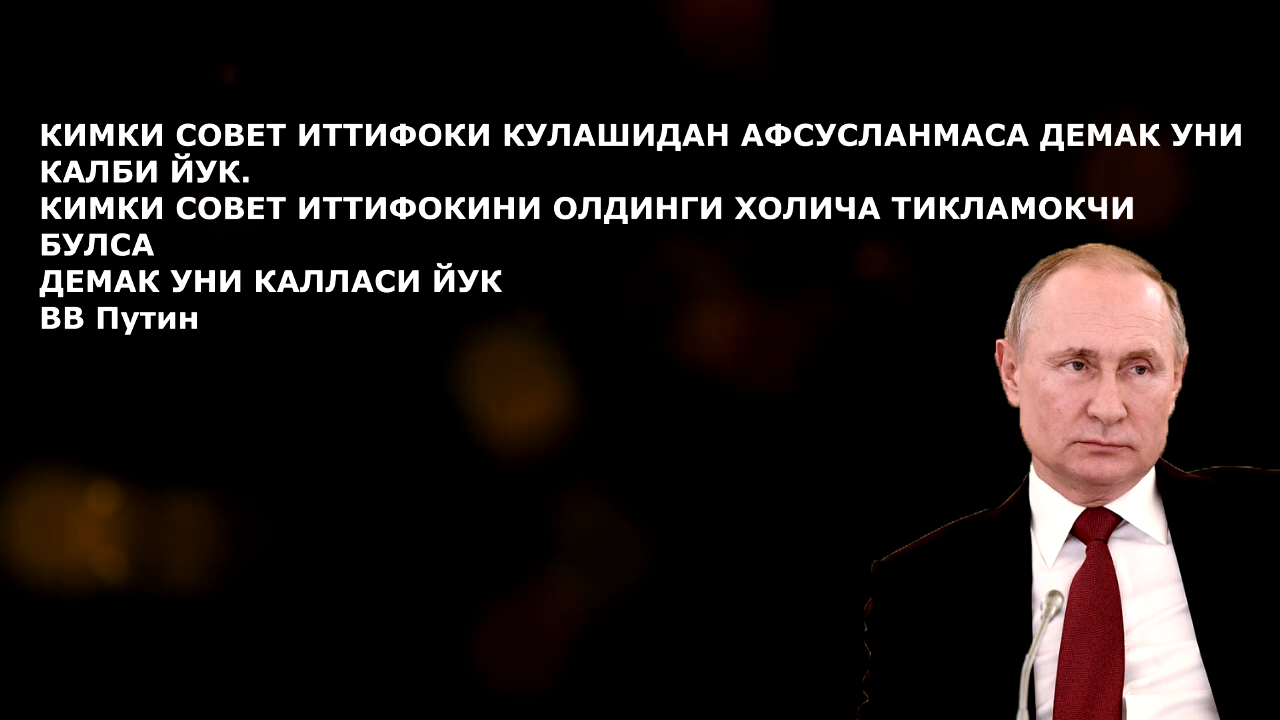 КИМКИ СОВЕТ ИТТИФОКИ КУЛАШИДАН АФСУСЛАНМАСА ДЕМАК УНИ
КАЛБИ ЙУК.
КИМКИ СОВЕТ ИТТИФОКИНИ ОЛДИНГИ ХОЛИЧА ТИКЛАМОКЧИ
БУЛСА
ДЕМАК УНИ КАЛЛАСИ ЙУК
ВВ Путин